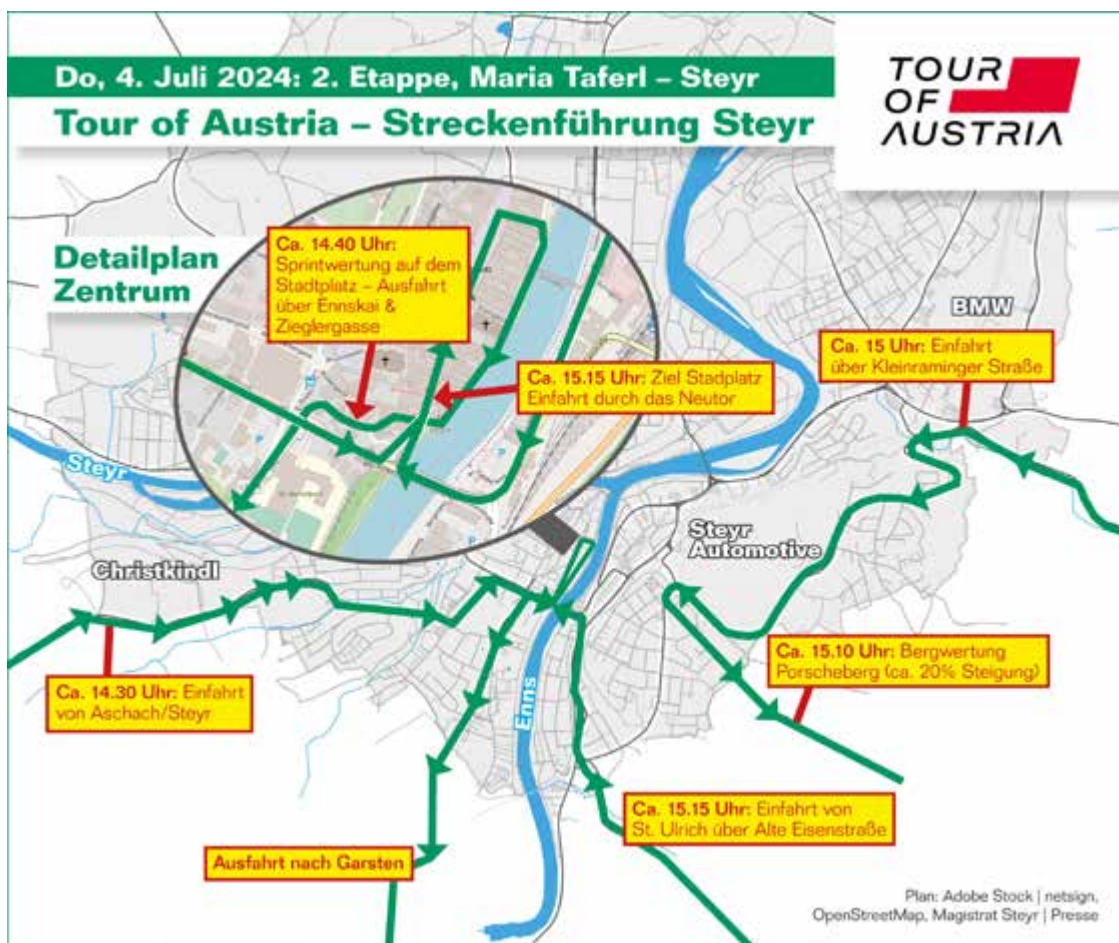 Do, 4. Juli 2024: 2. Etappe, Maria Taferl – Steyr
Tour of Austria – Streckenführung Steyr
TOUR
OF
AUSTRIA
Detailplan
Zentrum
Ca. 14.40 Uhr:
Sprintwertung auf dem
Stadtplatz – Ausfahrt
über Ennskai &
Zieglergasse
Ca. 15.15 Uhr: Ziel Stadplatz
Einfahrt durch das Neutor
BMW
Ca. 15 Uhr: Einfahrt
über Kleinraminger Straße
Steyr
Steyr
Automotive
Christkindl
Ca. 14.30 Uhr: Einfahrt
von Aschach/Steyr
Enns
Ca. 15.10 Uhr: Bergwertung
Porscheberg (ca. 20% Steigung)
Ca. 15.15 Uhr: Einfahrt von
St. Ulrich über Alte Eisenstraße
Ausfahrt nach Garsten
Plan: Adobe Stock | netsign,
OpenStreetMap, Magistrat Steyr | Presse